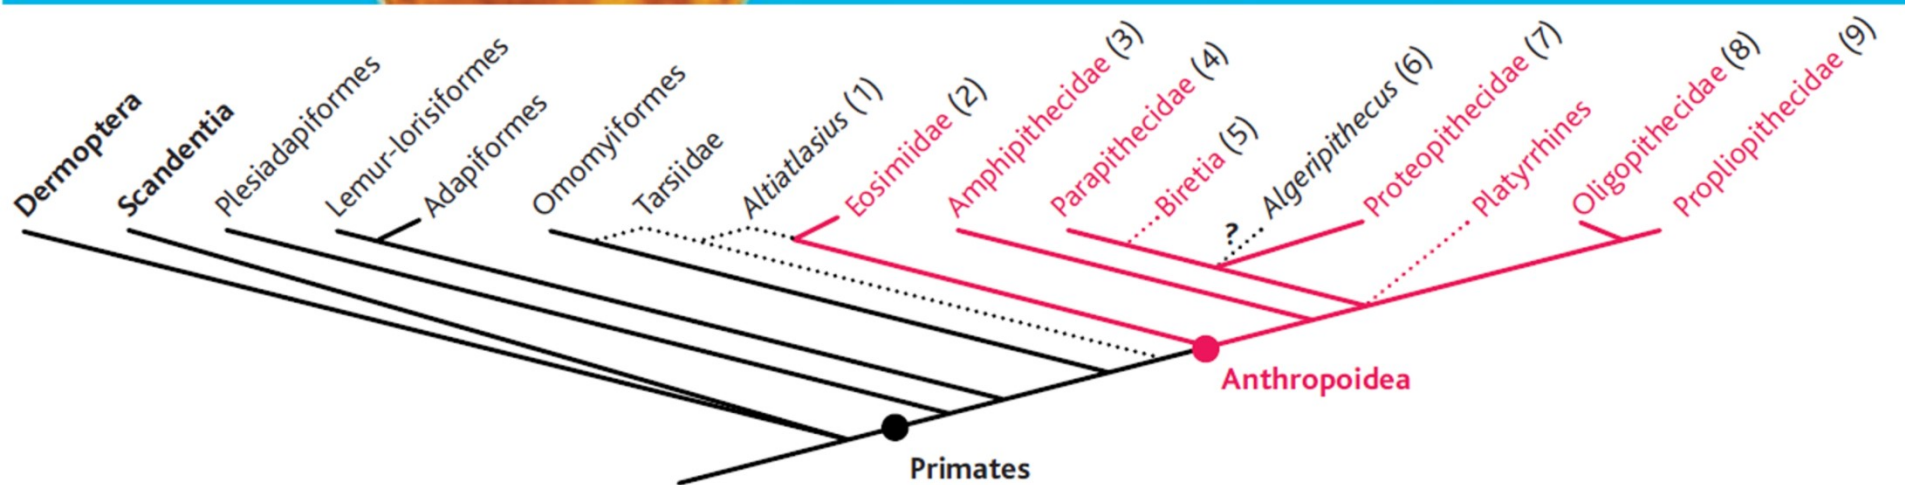 Dermoptera
Scandentia
Plesiadapiformes
Lemur-lorisiformes
Adapiformes
Omomyiformes
Tarsiidae
Altiatlasius (1)
Eosimiidae (2)
Amphipithecidae (3)
Parapithecidae (4)
Biretia (5)
?
Algeripithecus (6)
Proteopithecidae (7)
Platyrrhines
Oligopithecidae (8)
Propliopithecidae (9)
Anthropoidea
Primates